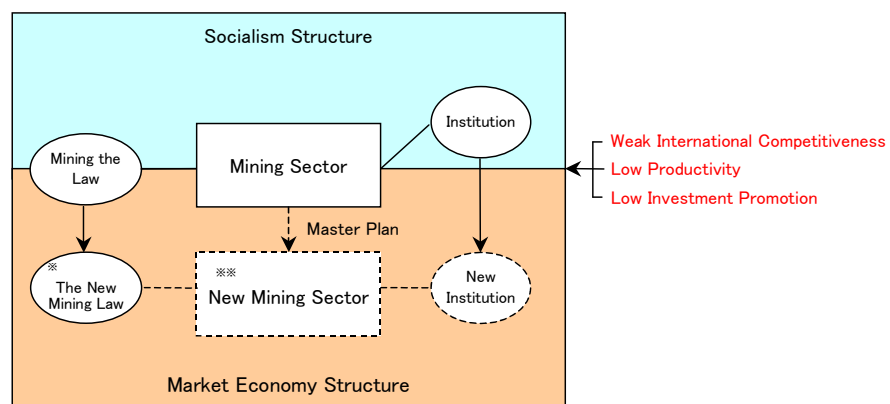 Socialism Structure
Institution
Mining the
Law
Mining Sector
Weak International Competitiveness
Low Productivity
Low Investment Promotion
Master Plan
※
The New
Mining Law
※※
New Mining Sector
New
Institution
Market Economy Structure